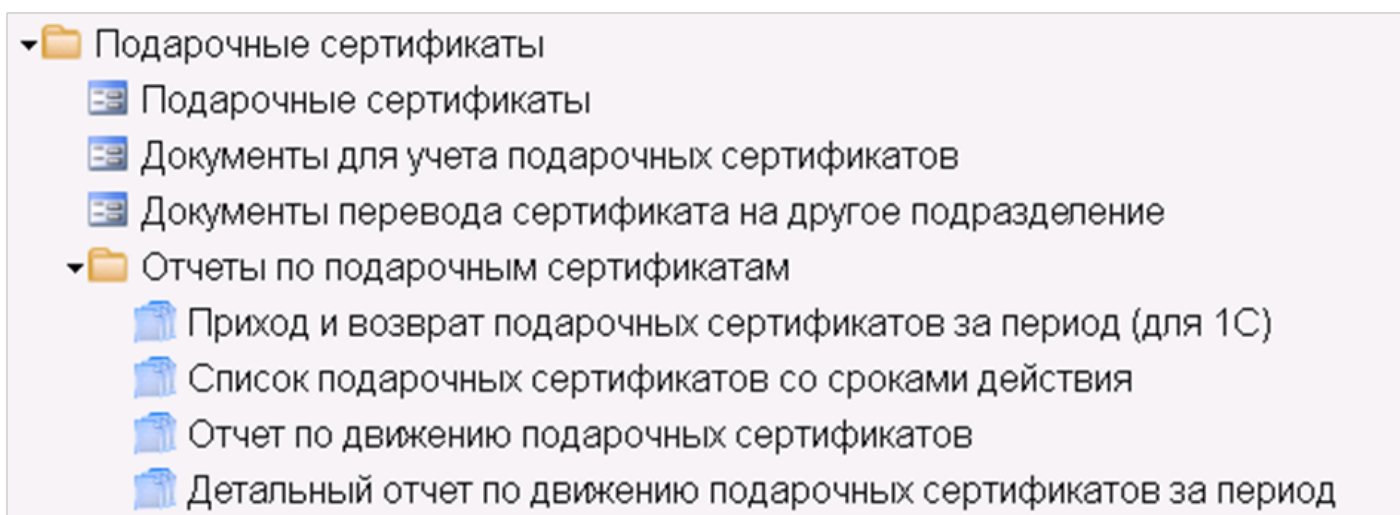 Подарочные сертификаты
Подарочные сертификаты
Документы для учета подарочных сертификатов
Документы перевода сертификата на другое подразделение
Отчеты по подарочным сертификатам
Приход и возврат подарочных сертификатов за период (для 1С)
Список подарочных сертификатов со сроками действия
Отчет по движению подарочных сертификатов
Детальный отчет по движению подарочных сертификатов за период